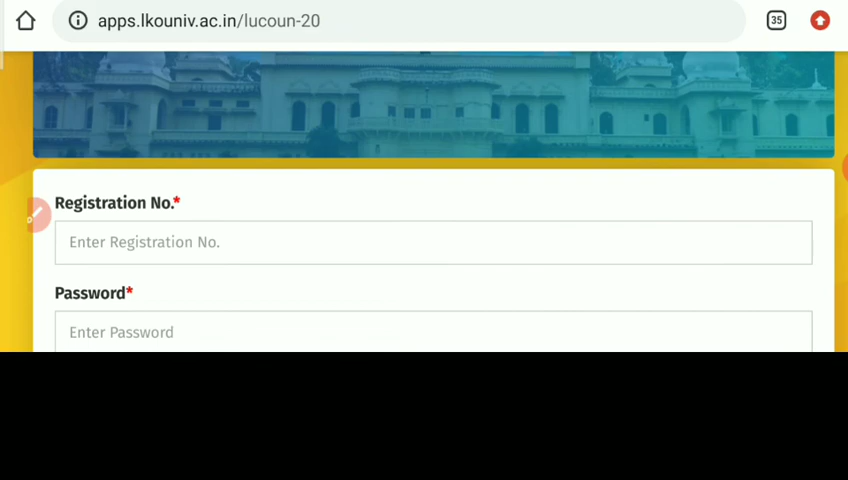 apps.lkouniv.ac.in/lucoun-20
35
Registration No.*
Enter Registration No.
Password*
Enter Password